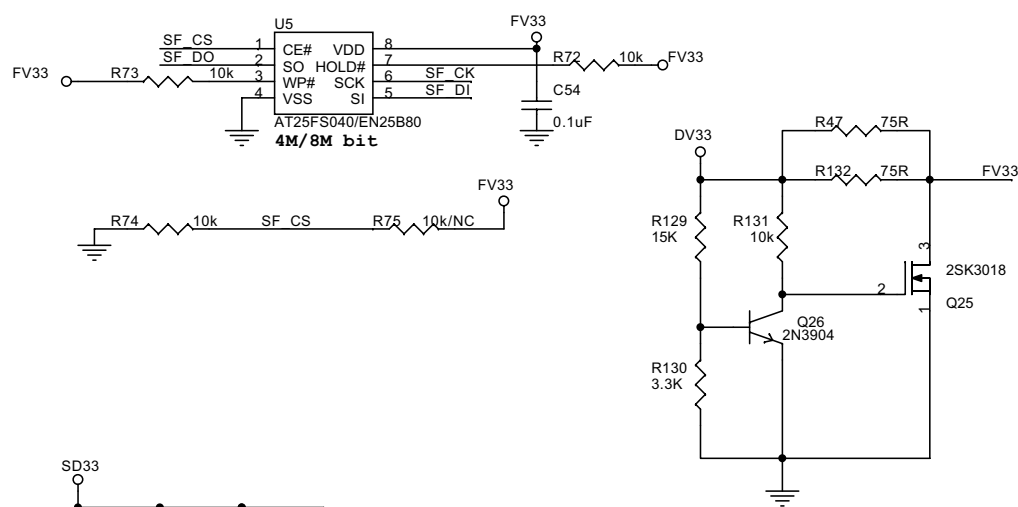 U5
SF_CS 1 CE# VDD 8
SF_DO 2 SO HOLD# 7
3 WP# SCK 6 SF_CK
4 VSS SI 5 SF_DI
AT25FS040/EN25B80
4M/8M bit
FV33 R73 10k
FV33
R72 10k FV33
C54
0.1uF
R74 10k SF_CS R75 10k/NC FV33
DV33
R47 75R
R132 75R FV33
R129
15K
R131
10k
3
2
1
2SK3018
Q25
Q26
2N3904
R130
3.3K
SD33